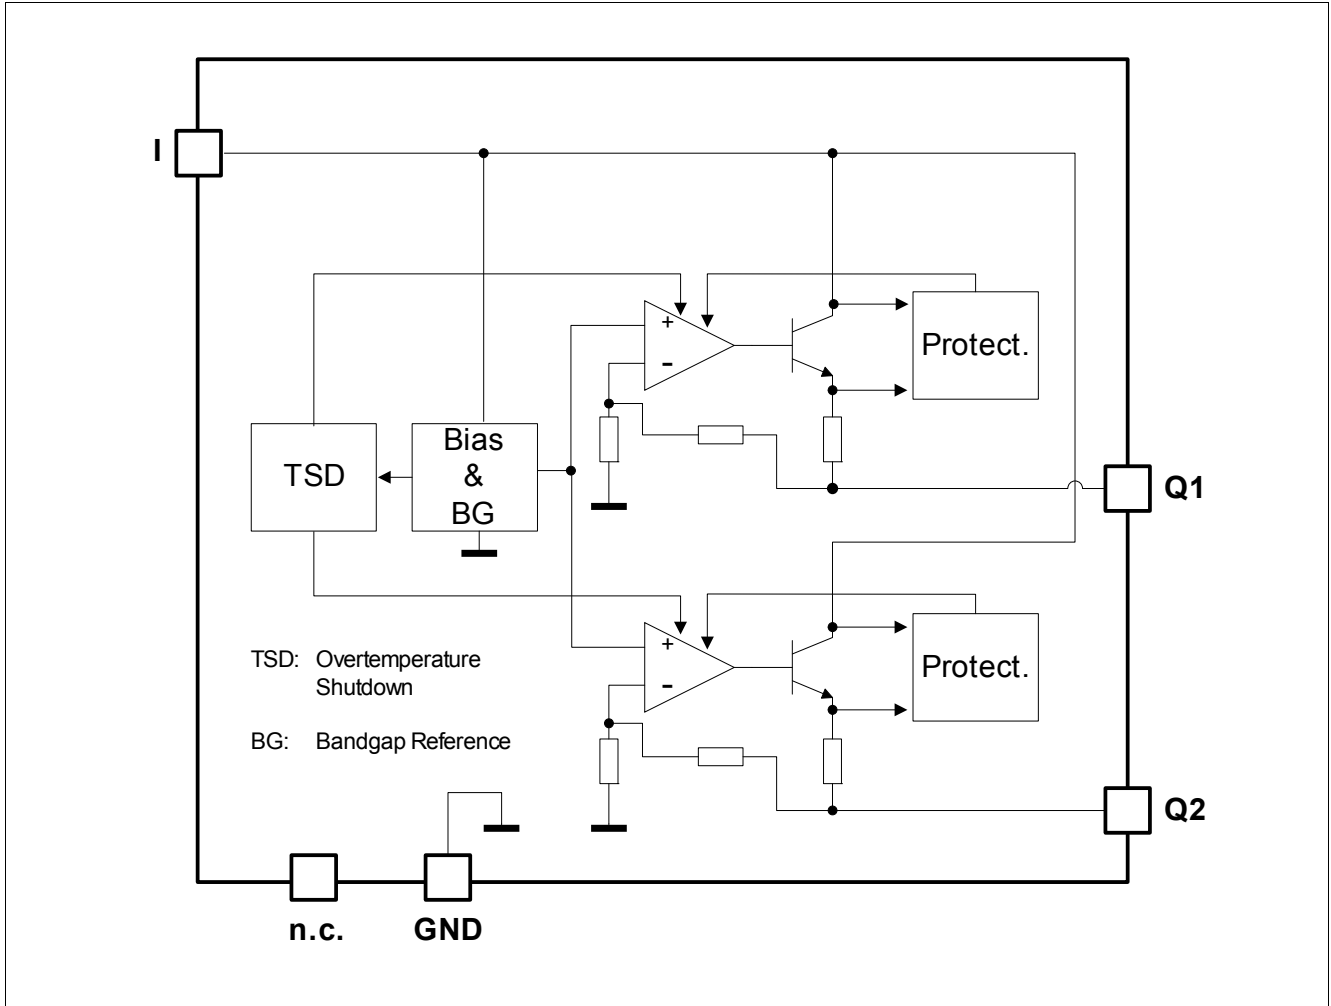 I
+
-
Protect.
TSD
Bias
&
BG
Q1
+
-
Protect.
TSD: Overtemperature
Shutdown
BG: Bandgap Reference
Q2
n.c.
GND